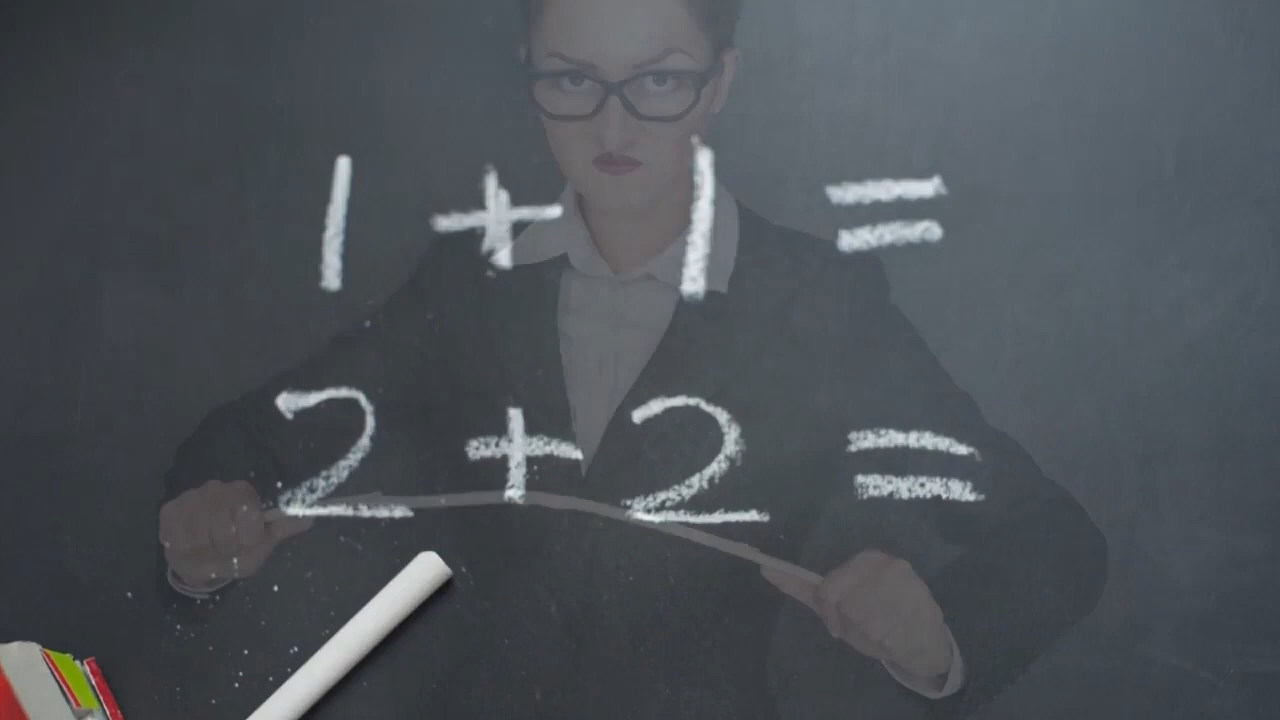 1 + 1 =
2 + 2 =